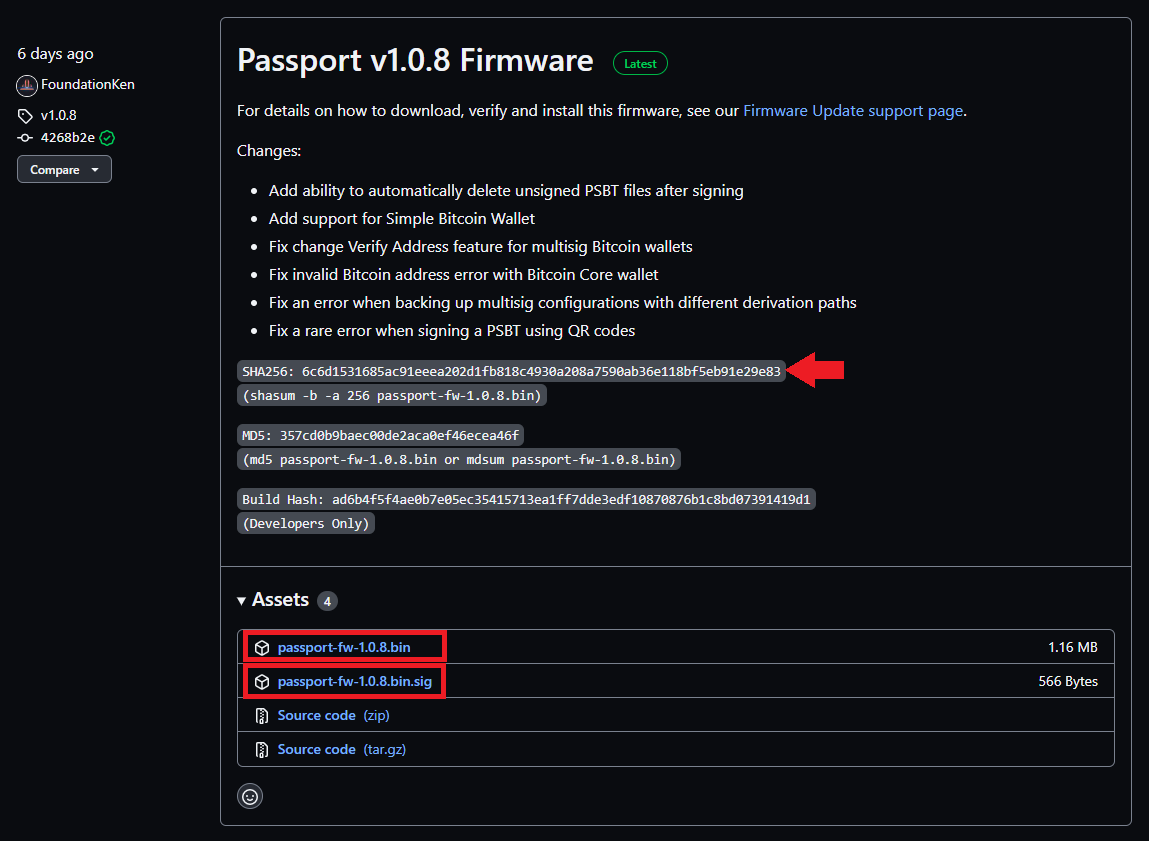 6 days ago
FoundationKen
v1.0.8
4268b2e
Compare
Passport v1.0.8 Firmware Latest
For details on how to download, verify and install this firmware, see our Firmware Update support page.
Changes:
Add ability to automatically delete unsigned PSBT files after signing
Add support for Simple Bitcoin Wallet
Fix change Verify Address feature for multisig Bitcoin wallets
Fix invalid Bitcoin address error with Bitcoin Core wallet
Fix an error when backing up multisig configurations with different derivation paths
Fix a rare error when signing a PSBT using QR codes
SHA256: 6c6d1531685ac91eeea202d1fb818c4930a208a7590ab36e118bf5eb91e29e83
(shasum -b -a 256 passport-fw-1.0.8.bin)
MD5: 357cd0b9baec00de2aca0ef46ecea46f
(md5 passport-fw-1.0.8.bin or mdsum passport-fw-1.0.8.bin)
Build Hash: ad6b4f5f4ae0b7e05ec35415713ea1ff7dde3edf10870876b1c8bd07391419d1
(Developers Only)
Assets 4
passport-fw-1.0.8.bin 1.16 MB
passport-fw-1.0.8.bin.sig 566 Bytes
Source code (zip)
Source code (tar.gz)